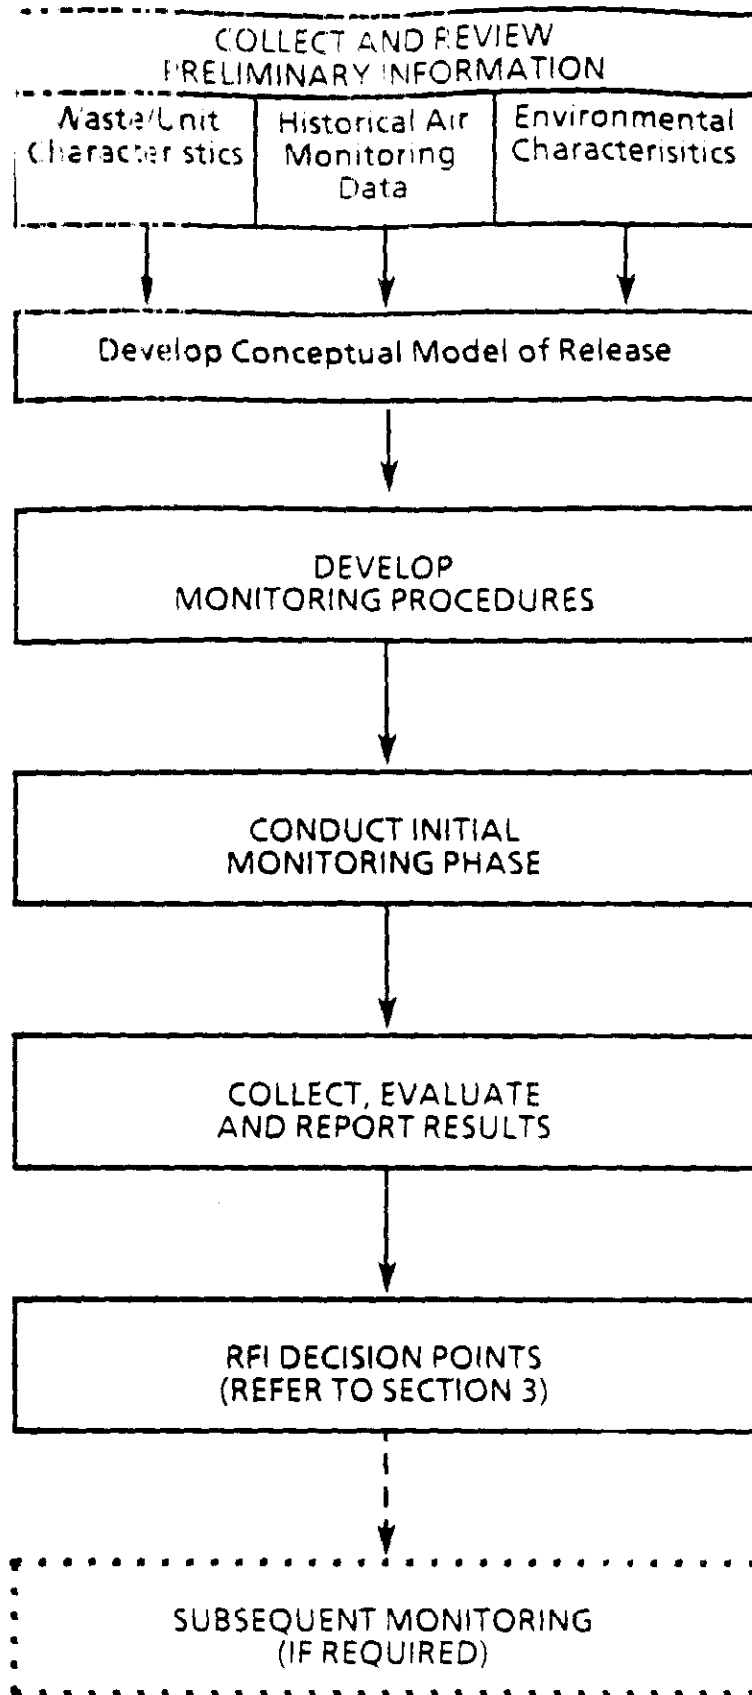 COLLECT AND REVIEW
PRELIMINARY INFORMATION
Waste/Unit
Characteristics
Historical Air
Monitoring
Data
Environmental
Characterisitics
Develop Conceptual Model of Release
DEVELOP
MONITORING PROCEDURES
CONDUCT INITIAL
MONITORING PHASE
COLLECT, EVALUATE
AND REPORT RESULTS
RFI DECISION POINTS
(REFER TO SECTION 3)
SUBSEQUENT MONITORING
(IF REQUIRED)